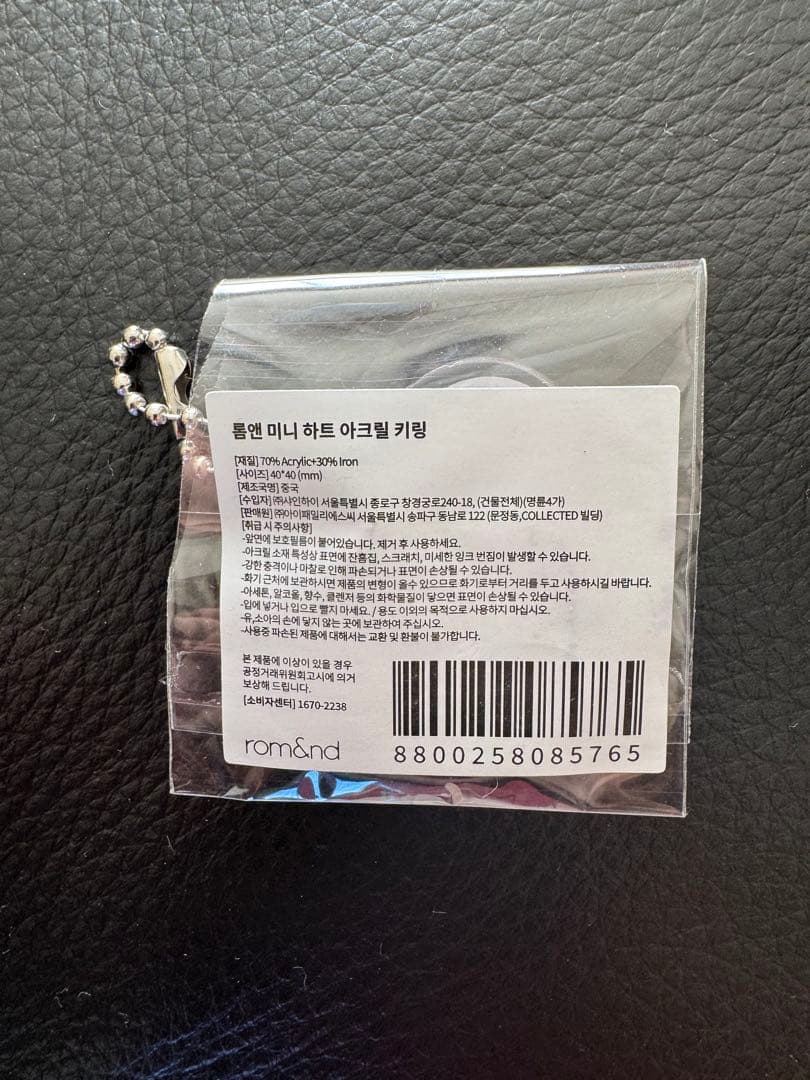 롬앤 미니 하트 아크릴 키링
[재질] 70% Acrylic+30% Iron
[사이즈] 40*40 (mm)
[제조국명] 중국
[수입자] ㈜샤인하이 서울특별시 종로구 창경궁로240-18, (건물전체)(명륜4가)
[판매원] ㈜아이패밀리에스씨 서울특별시 송파구 동남로 122 (문정동,COLLECTED 빌딩)
[취급 시 주의사항]
-앞면에 보호필름이 붙어있습니다. 제거 후 사용하세요.
-아크릴 소재 특성상 표면에 잔흠집, 스크래치, 미세한 잉크 번짐이 발생할 수 있습니다.
-강한 충격이나 마찰로 인해 파손되거나 표면이 손상될 수 있습니다.
-화기 근처에 보관하시면 제품의 변형이 올수 있으므로 화기로부터 거리를 두고 사용하시길 바랍니다.
-아세톤, 알코올, 향수, 클렌저 등의 화학물질이 닿으면 표면이 손상될 수 있습니다.
-입에 넣거나 입으로 빨지 마세요. / 용도 이외의 목적으로 사용하지 마십시오.
-유,소아의 손에 닿지 않는 곳에 보관하여 주십시오.
-사용중 파손된 제품에 대해서는 교환 및 환불이 불가합니다.
본 제품에 이상이 있을 경우
공정거래위원회고시에 의거
보상해 드립니다.
[소비자센터] 1670-2238
rom&nd
8800258085765